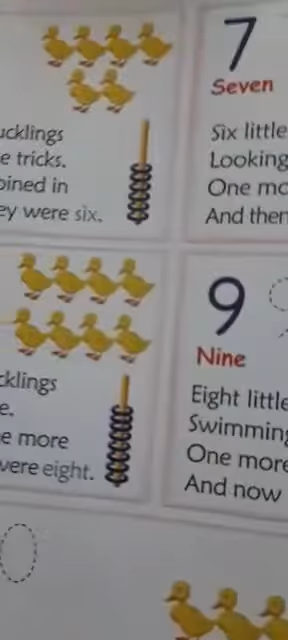 ucklings
e tricks.
oined in
ey were six.
7
Seven
Six little
Looking
One mo
And then
cklings
e.
e more
were eight.
9
Nine
Eight little
Swimming
One more
And now